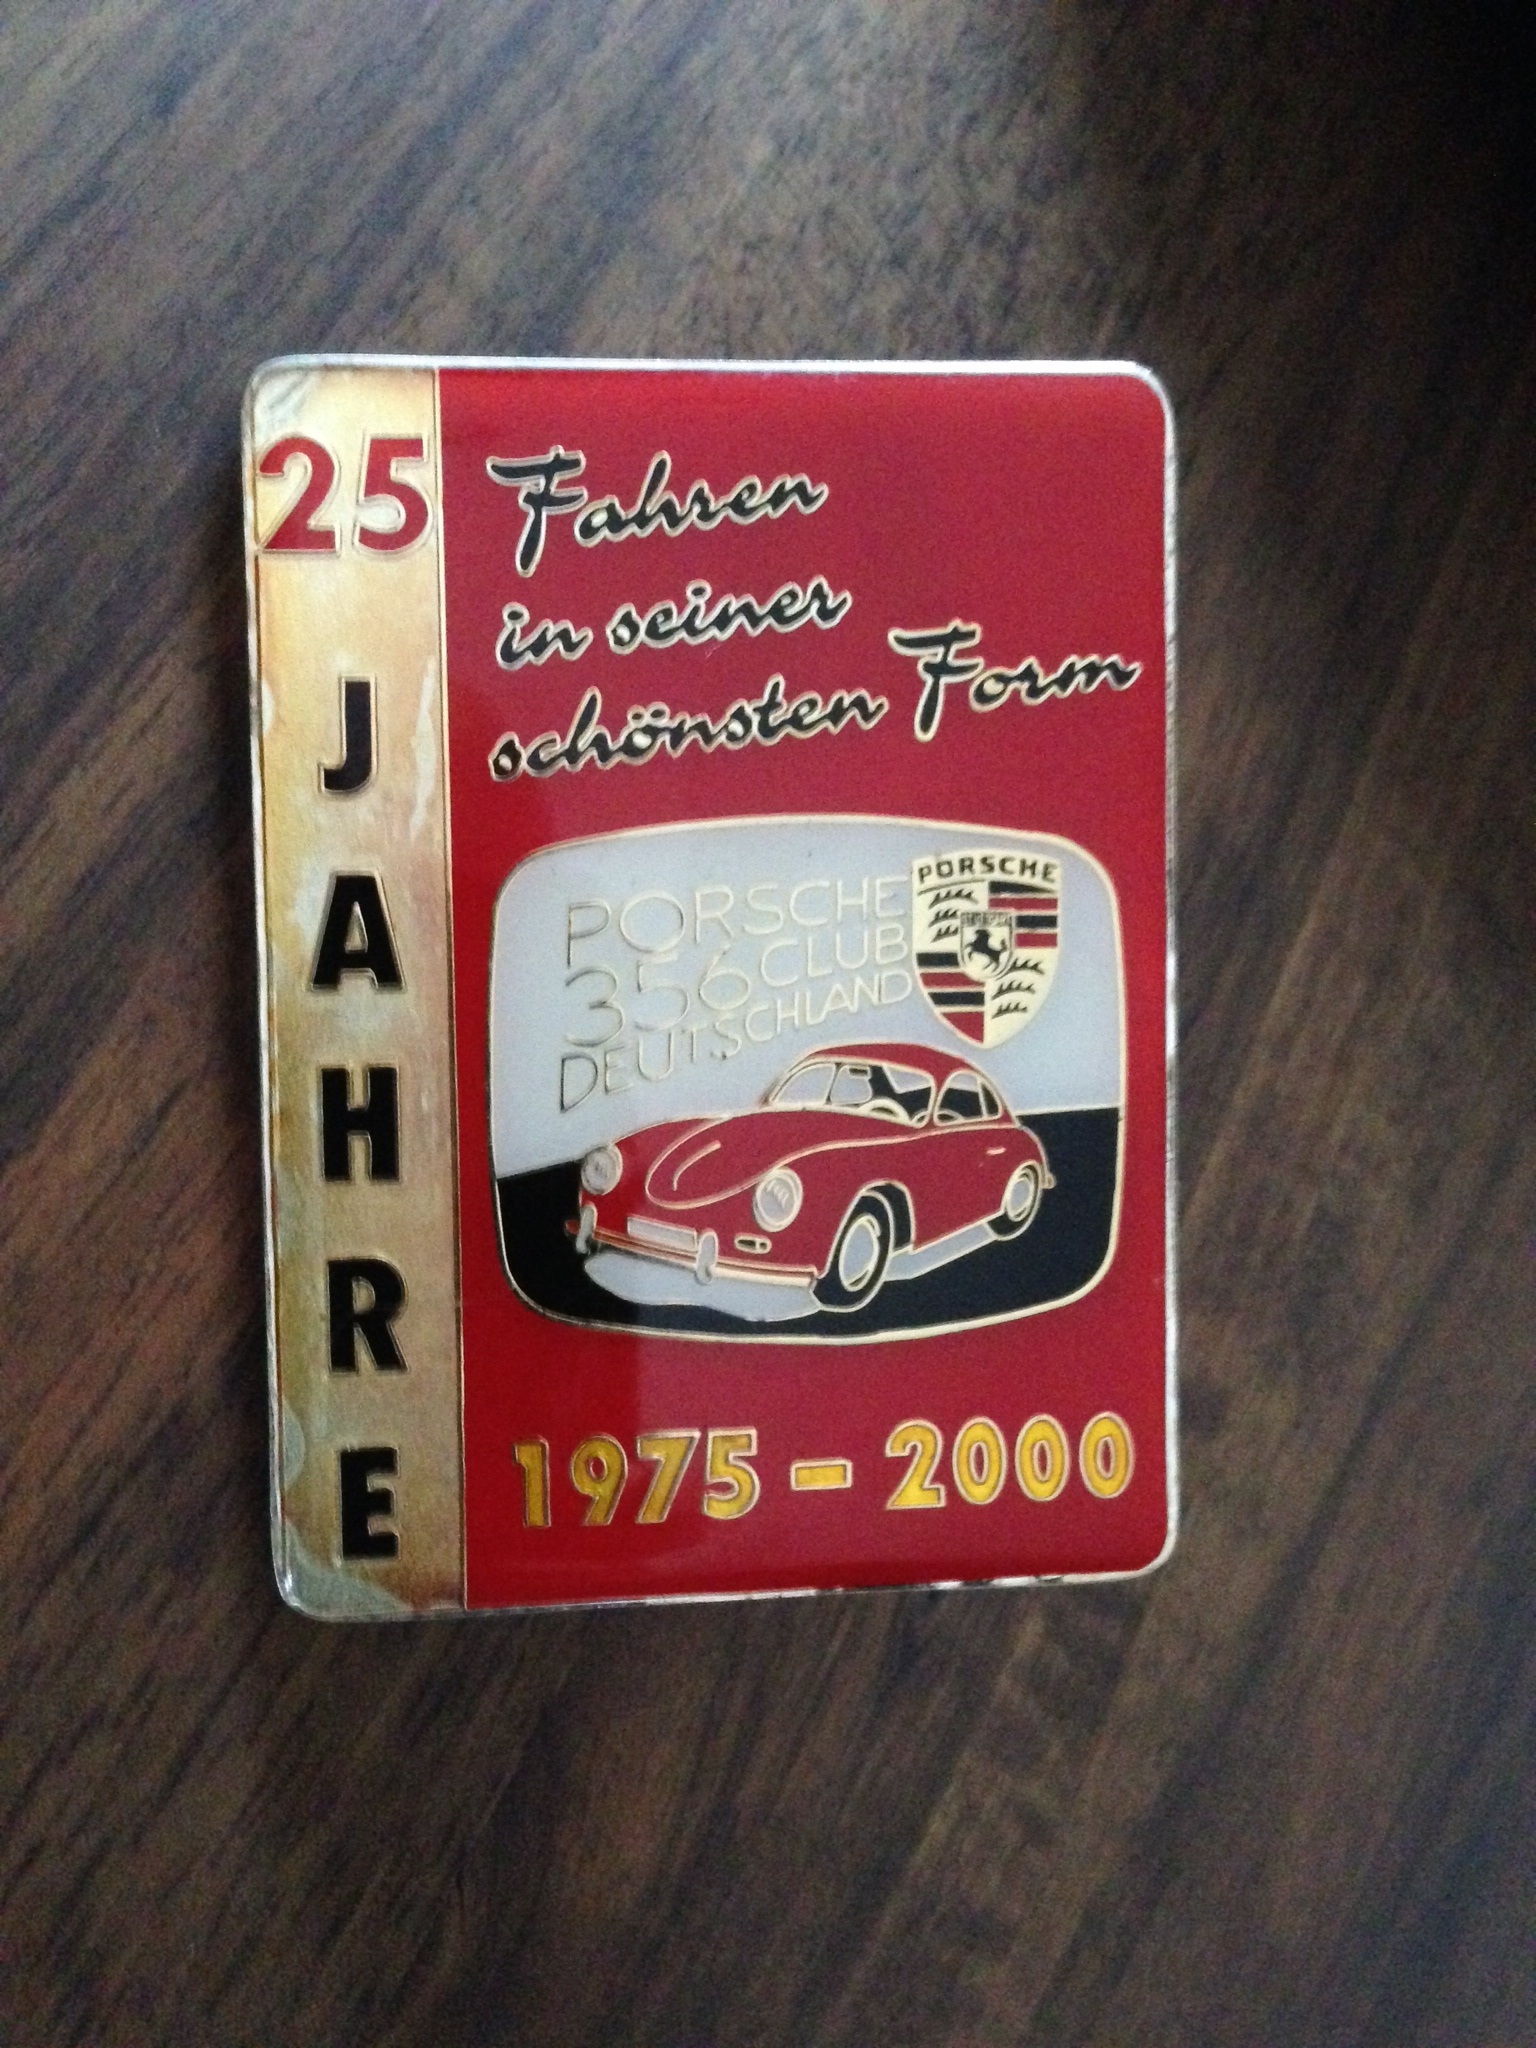 25
JAHRE
Fahren
in seiner
schönsten Form
PORSCHE
356 CLUB
DEUTSCHLAND
PORSCHE
1975 - 2000